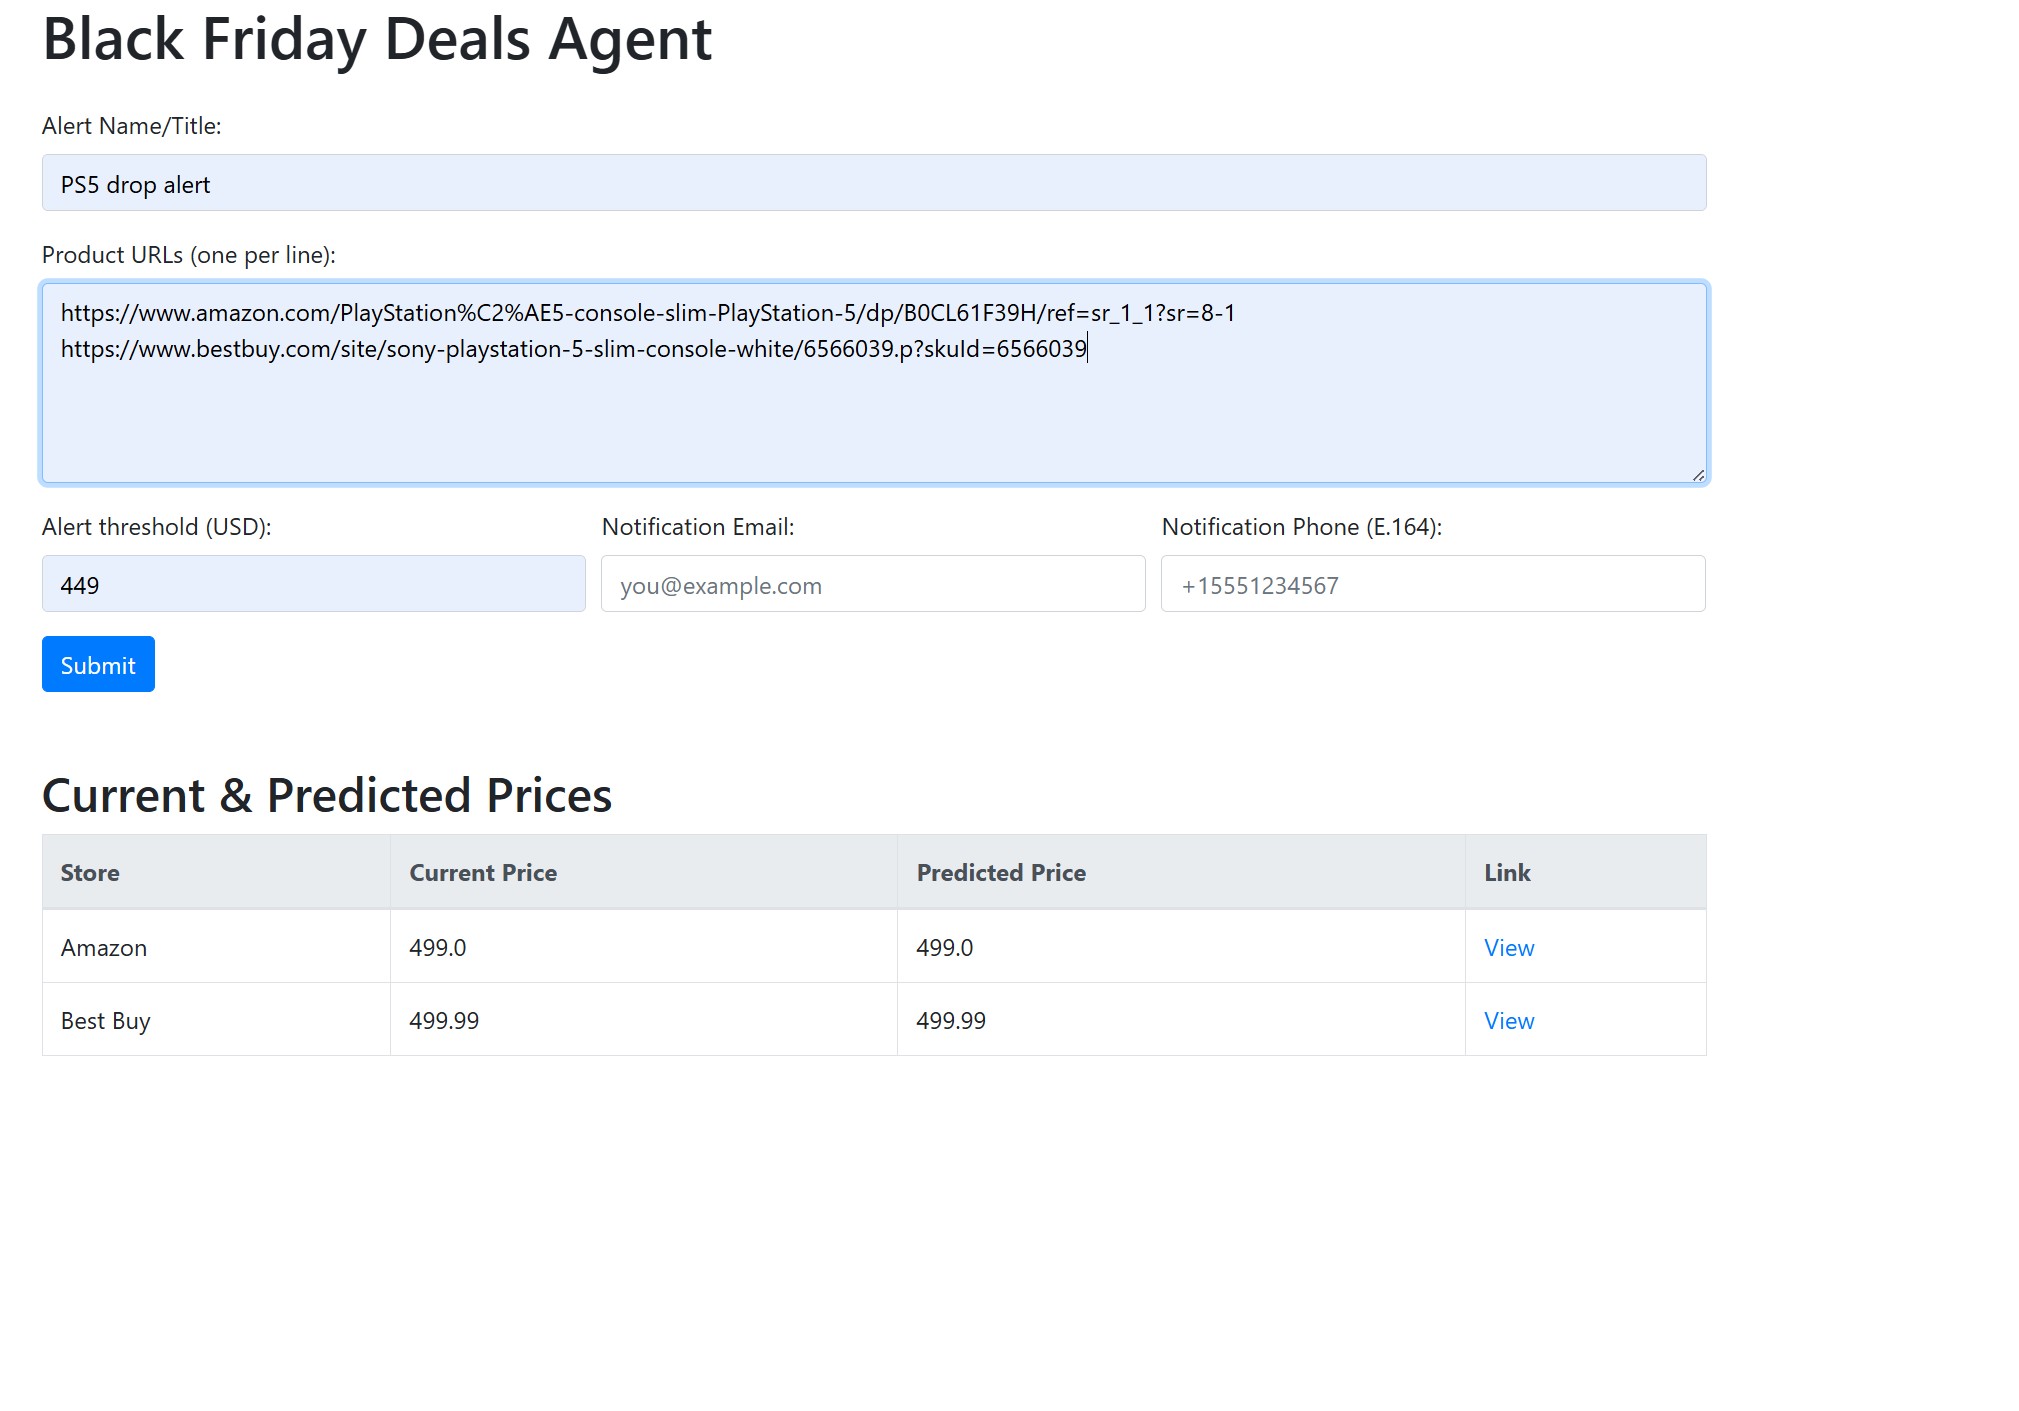 Black Friday Deals Agent
Alert Name/Title:
PS5 drop alert
Product URLs (one per line):
https://www.amazon.com/PlayStation%C2%AE5-console-slim-PlayStation-5/dp/B0CL61F39H/ref=sr_1_1?sr=8-1
https://www.bestbuy.com/site/sony-playstation-5-slim-console-white/6566039.p?skuId=6566039
Alert threshold (USD): Notification Email: Notification Phone (E.164):
449 you@example.com +15551234567
Submit
Current & Predicted Prices
Store Current Price Predicted Price Link
Amazon 499.0 499.0 View
Best Buy 499.99 499.99 View